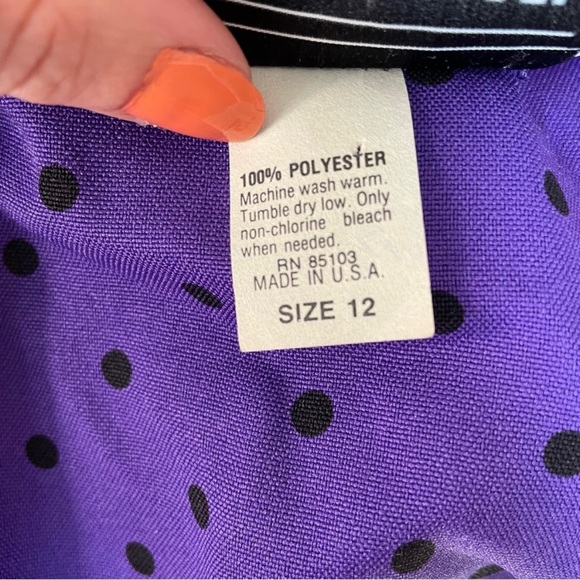 100% POLYESTER
Machine wash warm.
Tumble dry low. Only
non-chlorine bleach
when needed.
RN 85103
MADE IN U.S.A.
SIZE 12